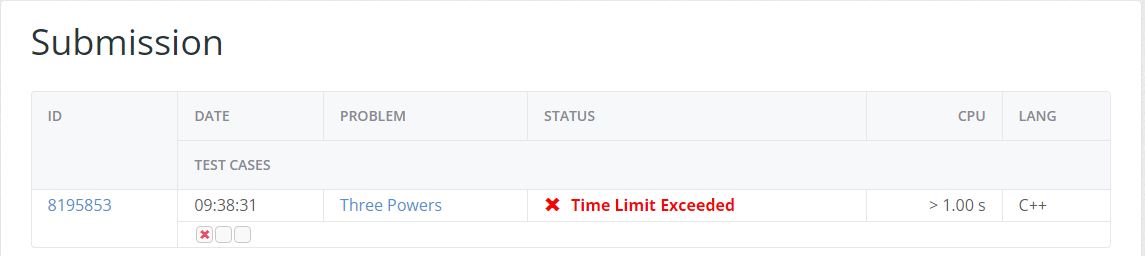 Submission
ID DATE PROBLEM STATUS CPU LANG
TEST CASES
8195853 09:38:31 Three Powers Time Limit Exceeded > 1.00 s C++